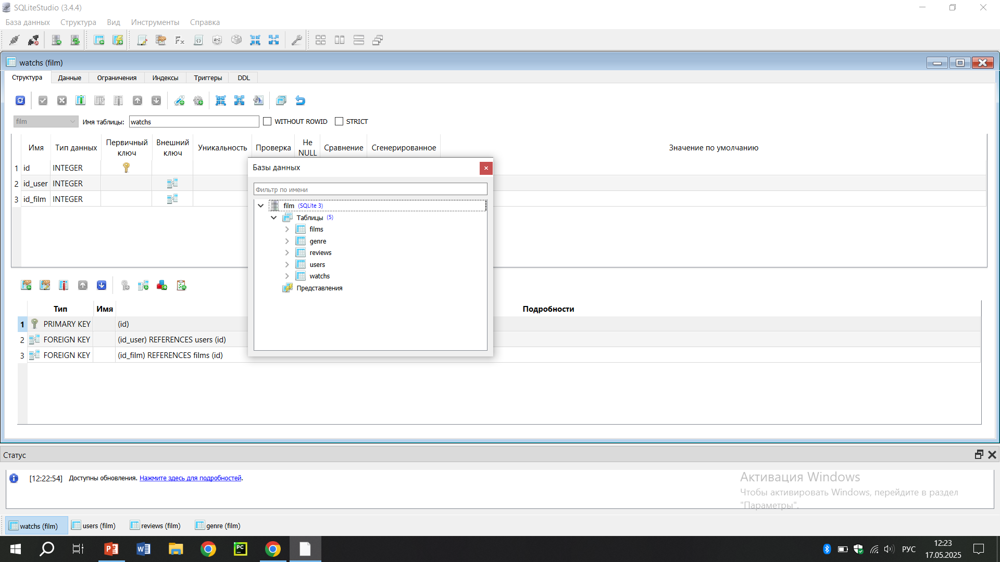 SQLiteStudio (3.4.4)
База данных Структура Вид Инструменты Справка
watchs (film)
Структура Данные Ограничения Индексы Триггеры DDL
film Имя таблицы: watchs WITHOUT ROWID STRICT
Имя Тип данных Первичный ключ Внешний ключ Уникальность Проверка Не NULL Сравнение Сгенерированное Значение по умолчанию
1 id INTEGER
2 id_user INTEGER
3 id_film INTEGER
Базы данных
Фильтр по имени
film (SQLite 3)
Таблицы (5)
films
genre
reviews
users
watchs
Представления
Тип Имя Подробности
1 PRIMARY KEY (id)
2 FOREIGN KEY (id_user) REFERENCES users (id)
3 FOREIGN KEY (id_film) REFERENCES films (id)
Статус
[12:22:54] Доступны обновления. Нажмите здесь для подробностей.
Активация Windows
Чтобы активировать Windows, перейдите в раздел
"Параметры".
watchs (film) users (film) reviews (film) genre (film)
РУС
12:23
17.05.2025